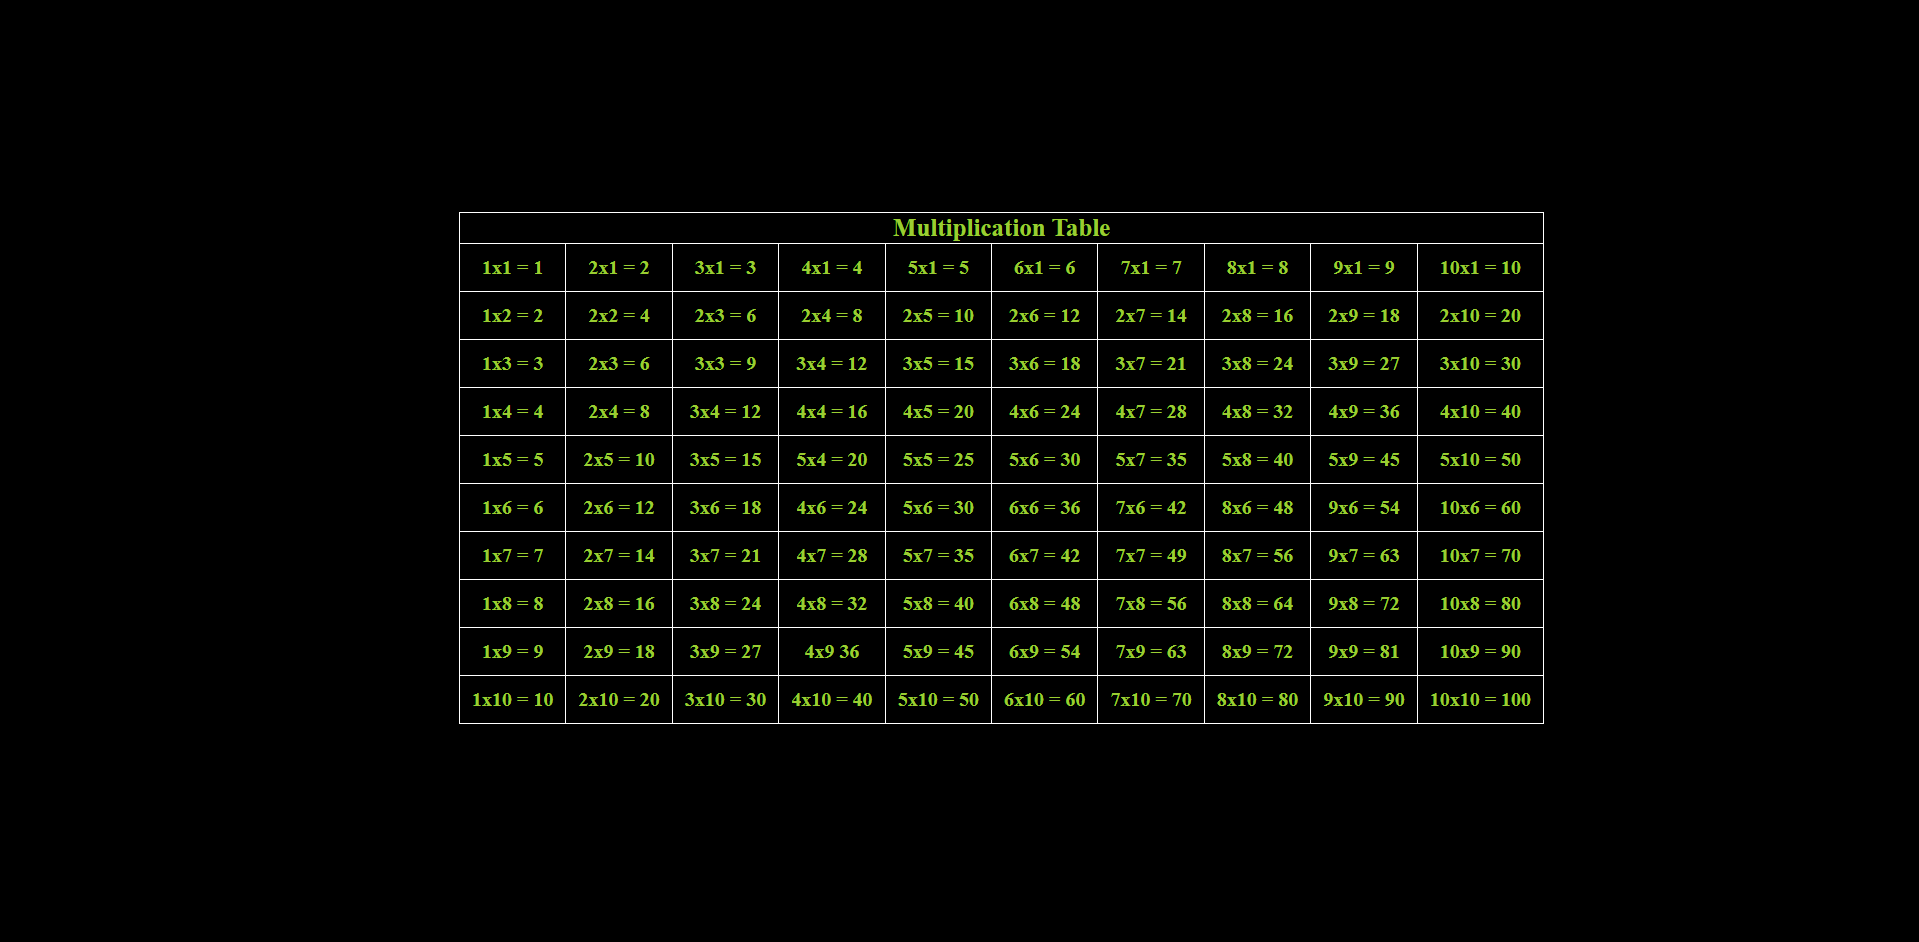 Multiplication Table
1x1 = 1 2x1 = 2 3x1 = 3 4x1 = 4 5x1 = 5 6x1 = 6 7x1 = 7 8x1 = 8 9x1 = 9 10x1 = 10
1x2 = 2 2x2 = 4 2x3 = 6 2x4 = 8 2x5 = 10 2x6 = 12 2x7 = 14 2x8 = 16 2x9 = 18 2x10 = 20
1x3 = 3 2x3 = 6 3x3 = 9 3x4 = 12 3x5 = 15 3x6 = 18 3x7 = 21 3x8 = 24 3x9 = 27 3x10 = 30
1x4 = 4 2x4 = 8 3x4 = 12 4x4 = 16 4x5 = 20 4x6 = 24 4x7 = 28 4x8 = 32 4x9 = 36 4x10 = 40
1x5 = 5 2x5 = 10 3x5 = 15 5x4 = 20 5x5 = 25 5x6 = 30 5x7 = 35 5x8 = 40 5x9 = 45 5x10 = 50
1x6 = 6 2x6 = 12 3x6 = 18 4x6 = 24 5x6 = 30 6x6 = 36 7x6 = 42 8x6 = 48 9x6 = 54 10x6 = 60
1x7 = 7 2x7 = 14 3x7 = 21 4x7 = 28 5x7 = 35 6x7 = 42 7x7 = 49 8x7 = 56 9x7 = 63 10x7 = 70
1x8 = 8 2x8 = 16 3x8 = 24 4x8 = 32 5x8 = 40 6x8 = 48 7x8 = 56 8x8 = 64 9x8 = 72 10x8 = 80
1x9 = 9 2x9 = 18 3x9 = 27 4x9 36 5x9 = 45 6x9 = 54 7x9 = 63 8x9 = 72 9x9 = 81 10x9 = 90
1x10 = 10 2x10 = 20 3x10 = 30 4x10 = 40 5x10 = 50 6x10 = 60 7x10 = 70 8x10 = 80 9x10 = 90 10x10 = 100